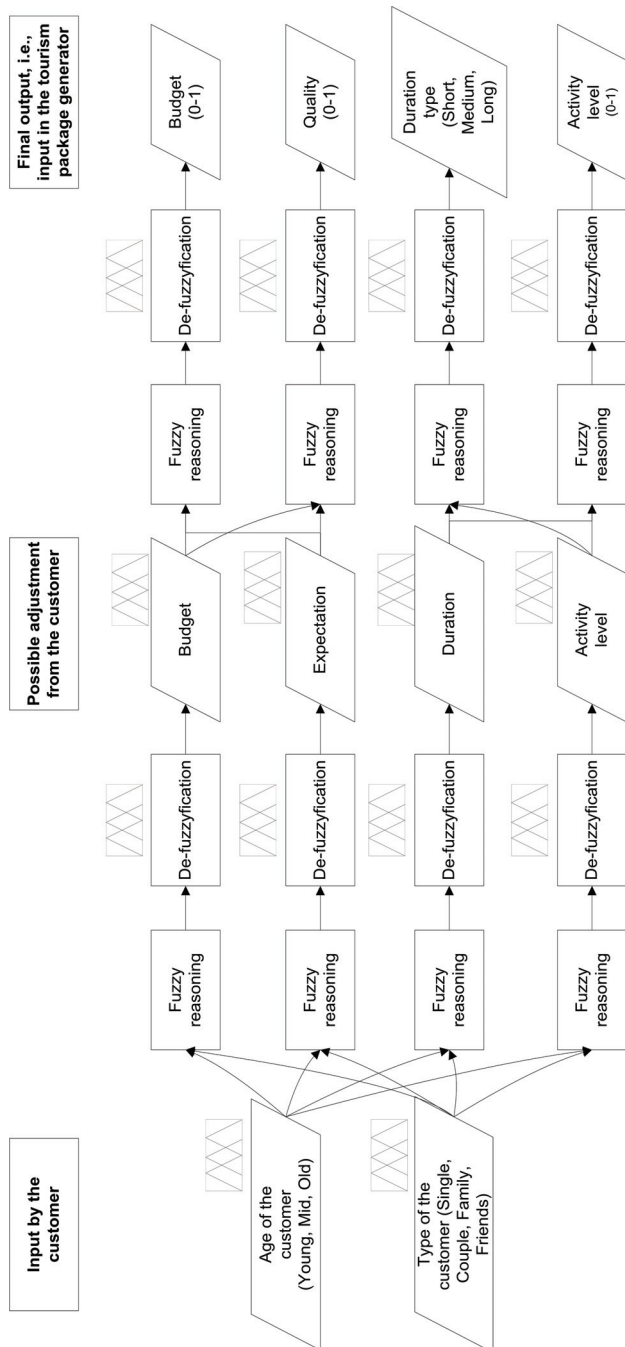 Input by the
customer
Possible adjustment
from the customer
Final output, i.e.,
input in the tourism
package generator
Age of the
customer
(Young, Mid, Old)
Type of the
customer (Single,
Couple, Family,
Friends)
Fuzzy
reasoning
De-fuzzyfication
Budget
Fuzzy
reasoning
De-fuzzyfication
Budget
(0-1)
Fuzzy
reasoning
De-fuzzyfication
Expectation
Fuzzy
reasoning
De-fuzzyfication
Quality
(0-1)
Fuzzy
reasoning
De-fuzzyfication
Duration
Fuzzy
reasoning
De-fuzzyfication
Duration
type
(Short,
Medium,
Long)
Fuzzy
reasoning
De-fuzzyfication
Activity
level
Fuzzy
reasoning
De-fuzzyfication
Activity
level
(0-1)